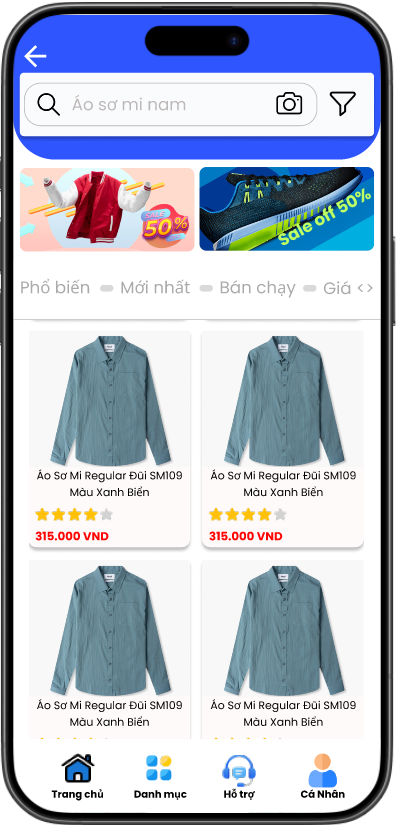 Áo sơ mi nam
SALE
50%
Sale off 50%
Phổ biến
Mới nhất
Bán chạy
Giá <>
Áo Sơ Mi Regular Đũi SM109
Màu Xanh Biển
315.000 VND
Áo Sơ Mi Regular Đũi SM109
Màu Xanh Biển
315.000 VND
Áo Sơ Mi Regular Đũi SM109
Màu Xanh Biển
Áo Sơ Mi Regular Đũi SM109
Màu Xanh Biển
Trang chủ
Danh mục
Hỗ trợ
Cá Nhân